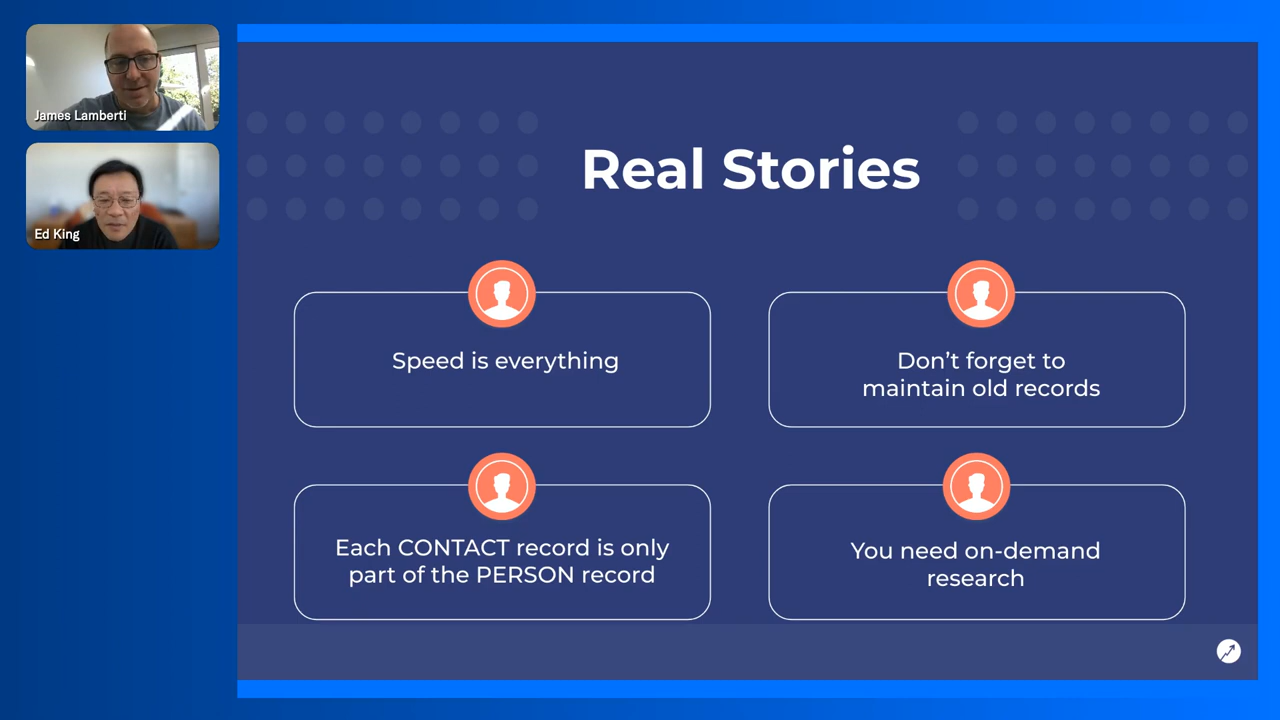 James Lamberti
Ed King
Real Stories
Speed is everything
Don’t forget to
maintain old records
Each CONTACT record is only
part of the PERSON record
You need on-demand
research